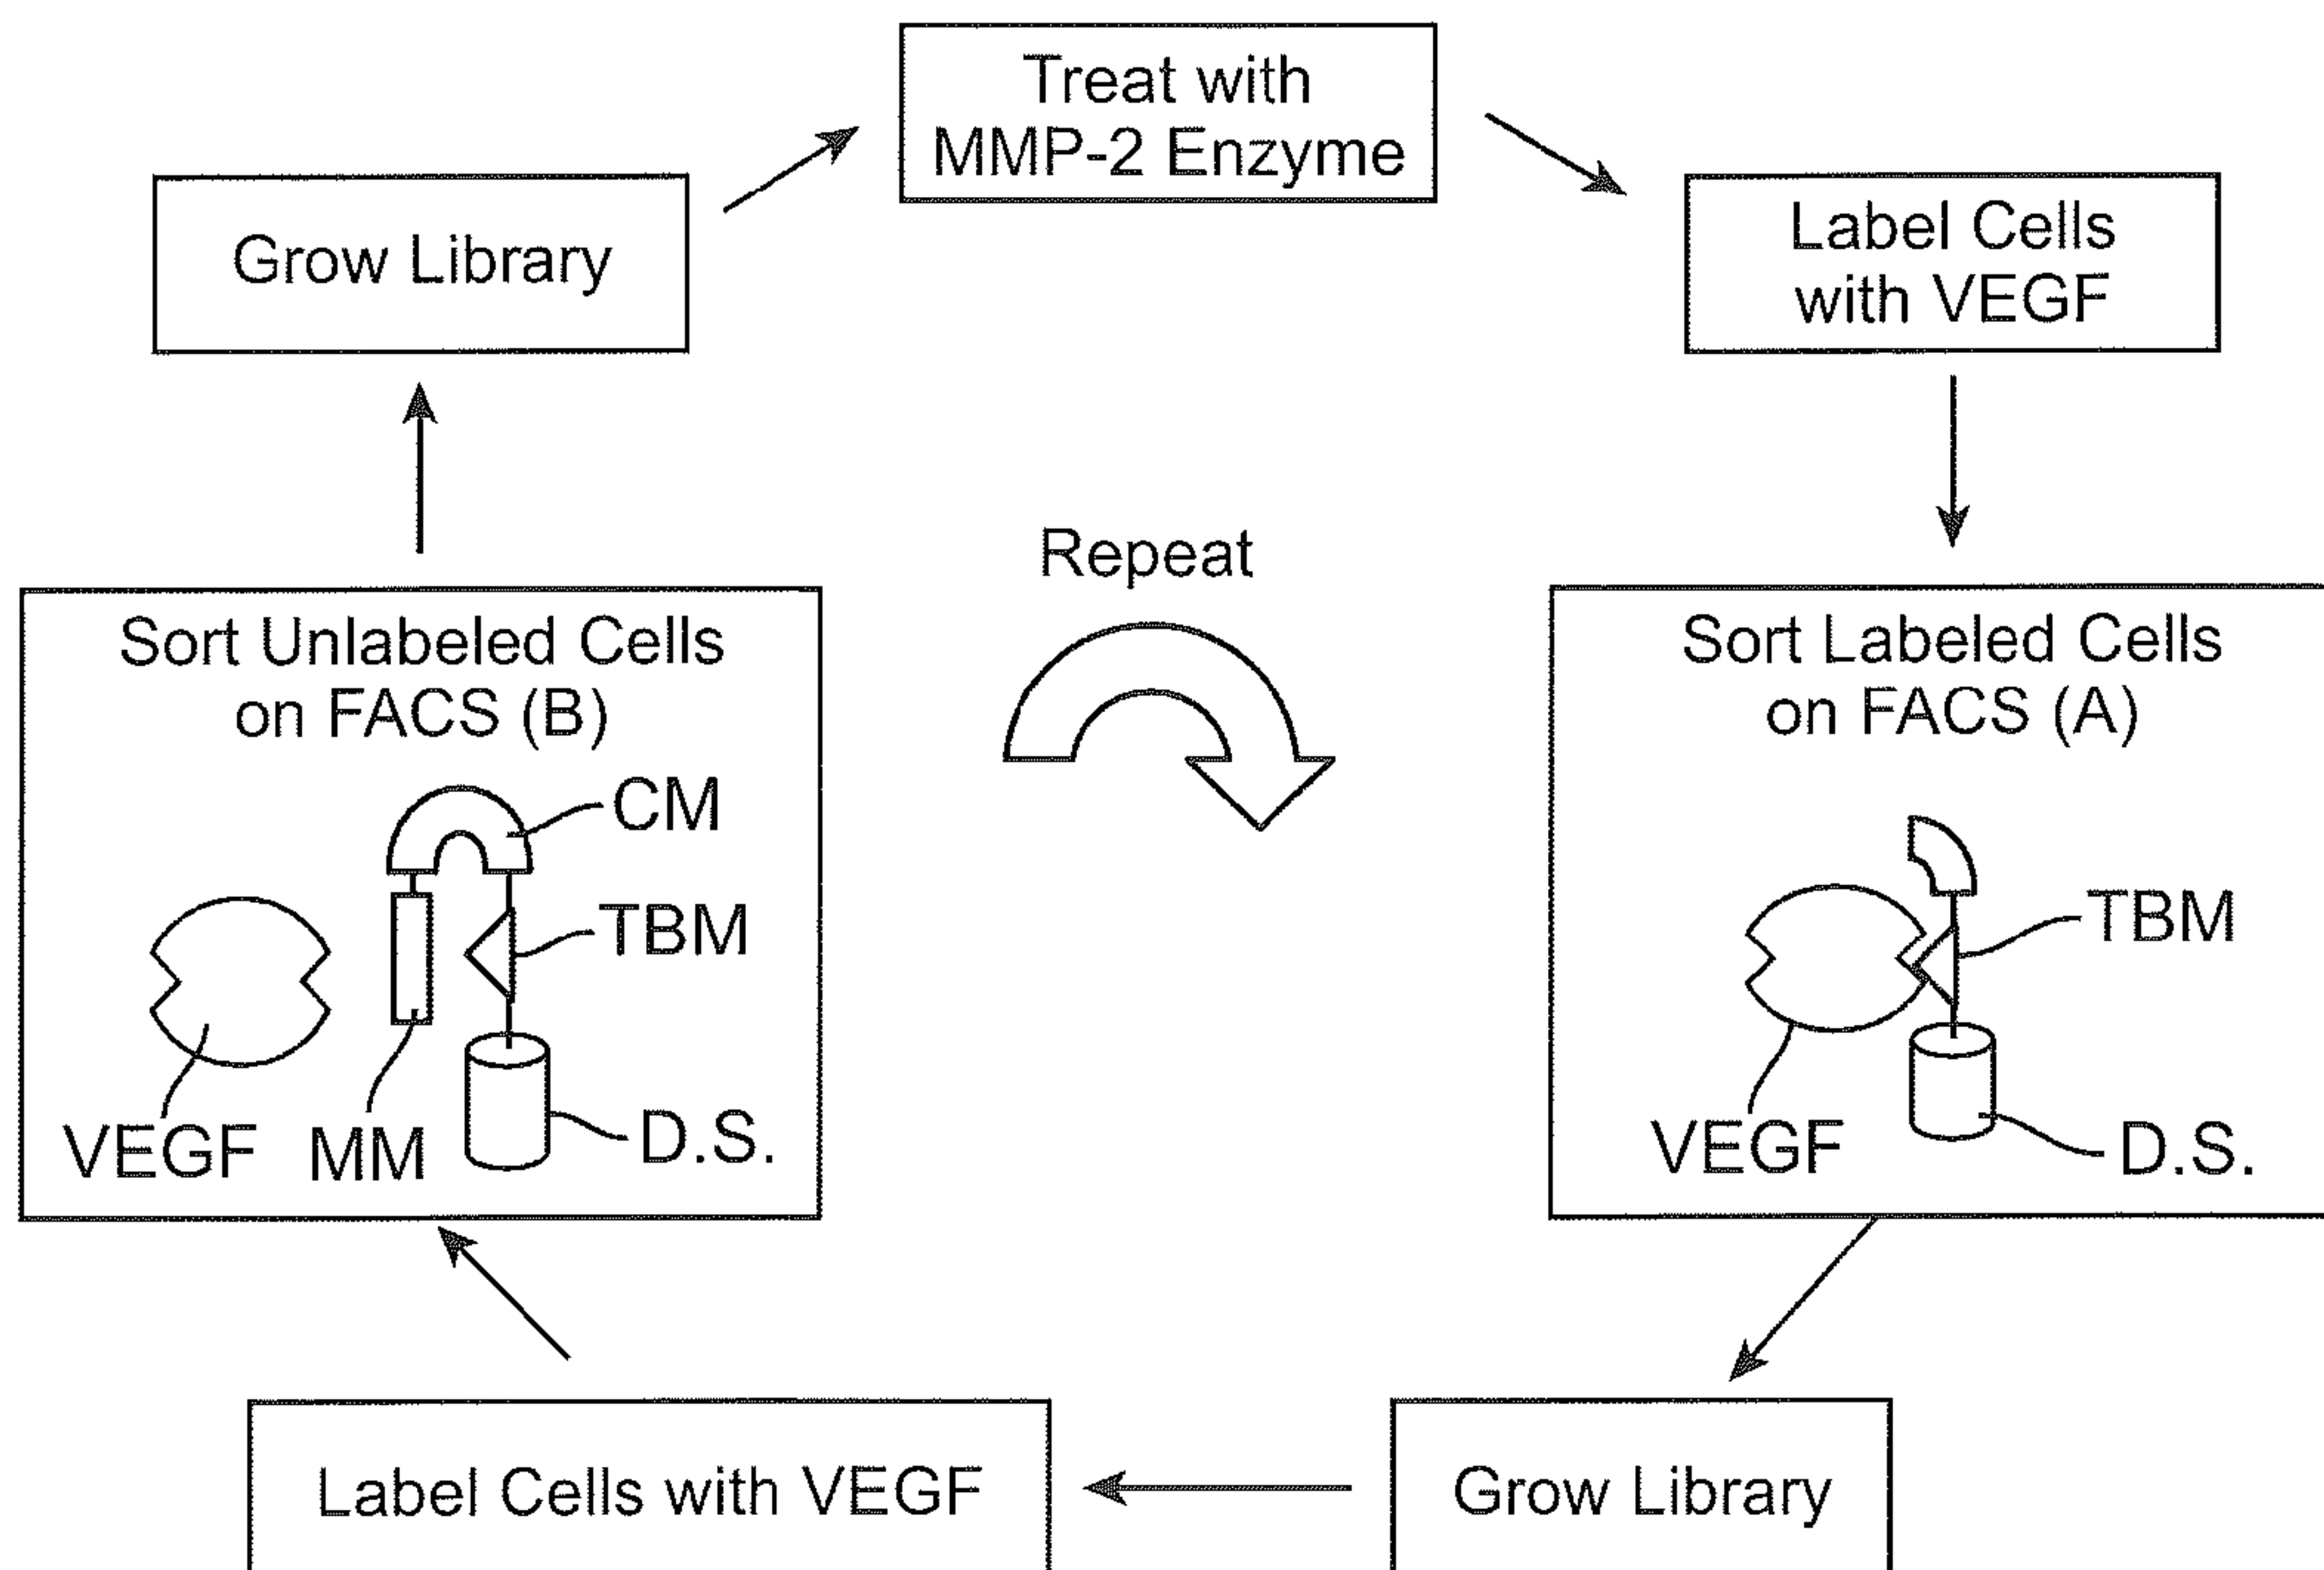 Treat with
MMP-2 Enzyme
Grow Library
Label Cells
with VEGF
Repeat
Sort Unlabeled Cells
on FACS (B)
CM
TBM
VEGF
MM
D.S.
Sort Labeled Cells
on FACS (A)
TBM
VEGF
D.S.
Label Cells with VEGF
Grow Library